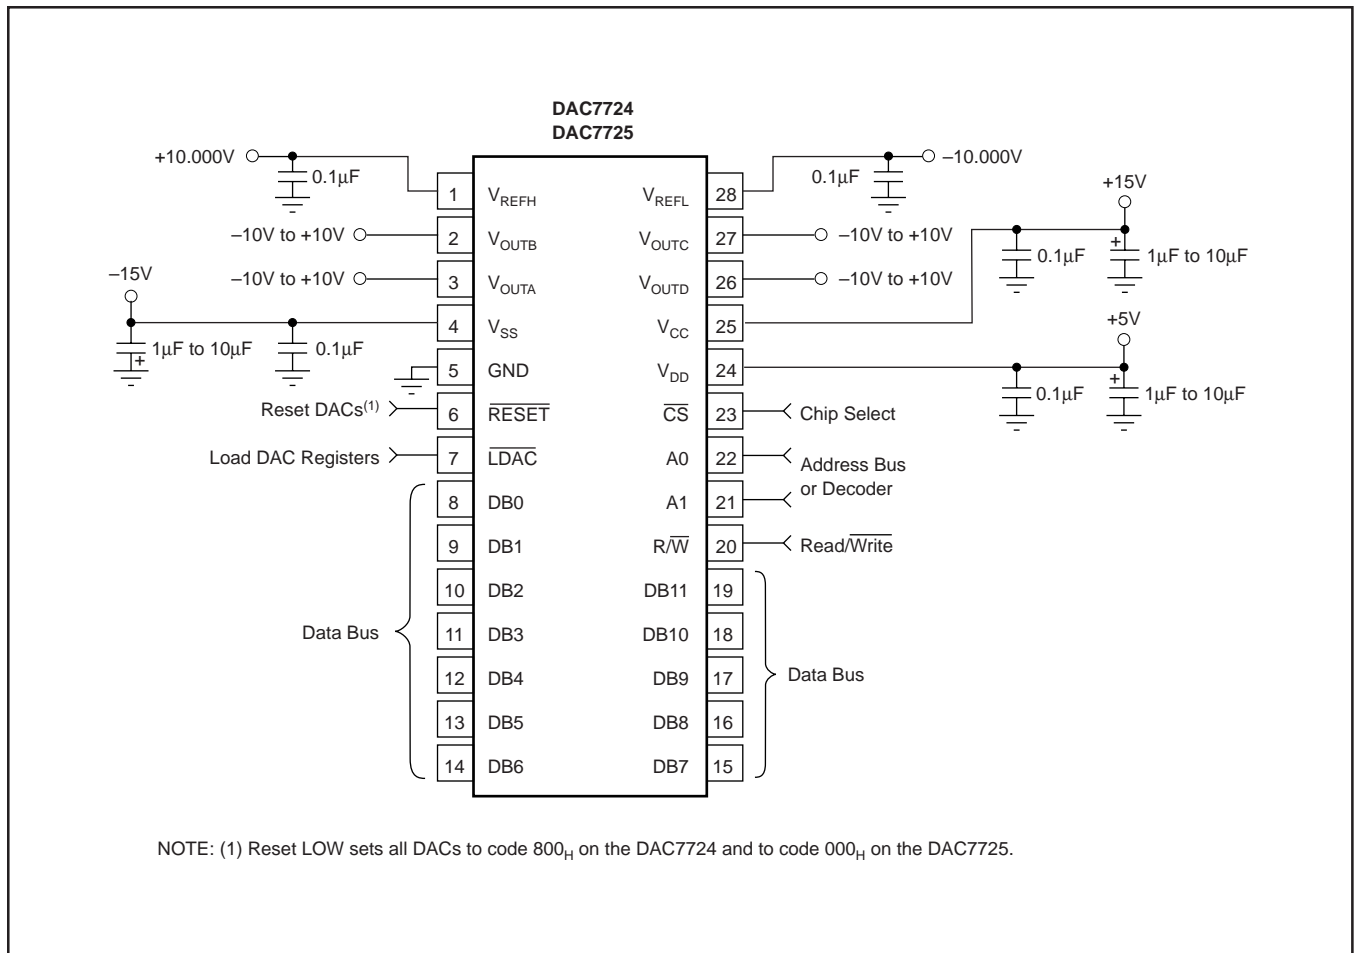 DAC7724
DAC7725
+10.000V
0.1μF
–10V to +10V
–10V to +10V
–15V
1μF to 10μF
+
0.1μF
Reset DACs(1)
Load DAC Registers
Data Bus
1 VREFH
2 VOUTB
3 VOUTA
4 VSS
5 GND
6 RESET
7 LDAC
8 DB0
9 DB1
10 DB2
11 DB3
12 DB4
13 DB5
14 DB6
VREFL 28
VOUTC 27
VOUTD 26
VCC 25
VDD 24
CS 23
A0 22
A1 21
R/W 20
DB11 19
DB10 18
DB9 17
DB8 16
DB7 15
0.1μF
–10.000V
–10V to +10V
–10V to +10V
+15V
0.1μF
+
1μF to 10μF
+5V
0.1μF
+
1μF to 10μF
Chip Select
Address Bus
or Decoder
Read/Write
Data Bus
NOTE: (1) Reset LOW sets all DACs to code 800H on the DAC7724 and to code 000H on the DAC7725.